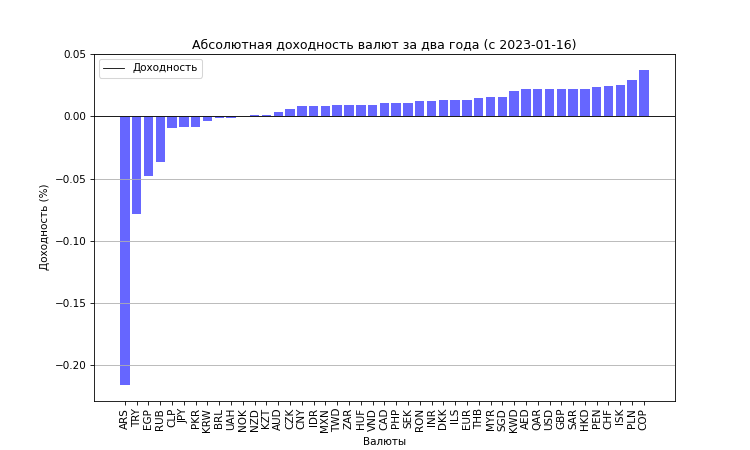 Абсолютная доходность валют за два года (с 2023-01-16)
Доходность
0.05
0.00
−0.05
−0.10
−0.15
−0.20
Доходность (%)
ARS TRY EGP RUB CLP JPY PKR KRW BRL UAH NOK NZD KZT AUD CZK CNY IDR MXN TWD ZAR HUF VND CAD PHP SEK RON INR DKK ILS EUR THB MYR SGD KWD AED QAR USD GBP SAR HKD PEN CHF ISK PLN COP
Валюты